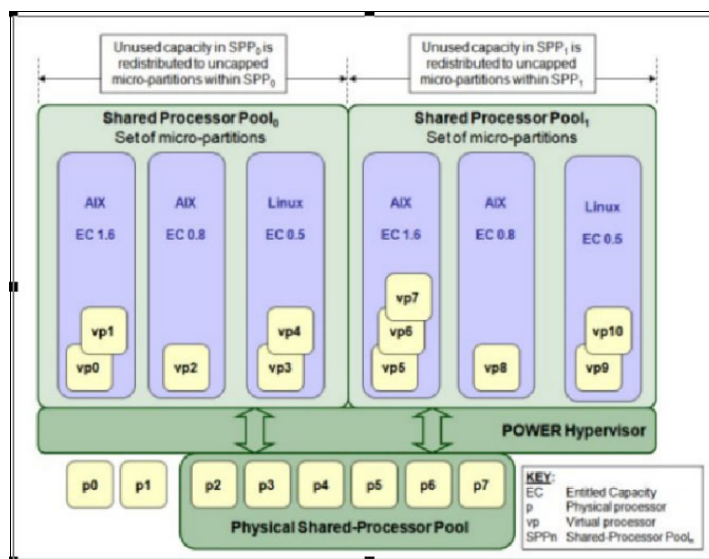 Unused capacity in SPP0 is
redistributed to uncapped
micro-partitions within SPP0
Unused capacity in SPP1 is
redistributed to uncapped
micro-partitions within SPP1
Shared Processor Pool0
Set of micro-partitions
Shared Processor Pool1
Set of micro-partitions
AIX
EC 1.6
vp1
vp0
AIX
EC 0.8
vp2
Linux
EC 0.5
vp4
vp3
AIX
EC 1.6
vp7
vp6
vp5
AIX
EC 0.8
vp8
Linux
EC 0.5
vp10
vp9
POWER Hypervisor
p0
p1
p2
p3
p4
p5
p6
p7
Physical Shared-Processor Pool
KEY:
EC Entitled Capacity
p Physical processor
vp Virtual processor
SPPn Shared-Processor Pooln